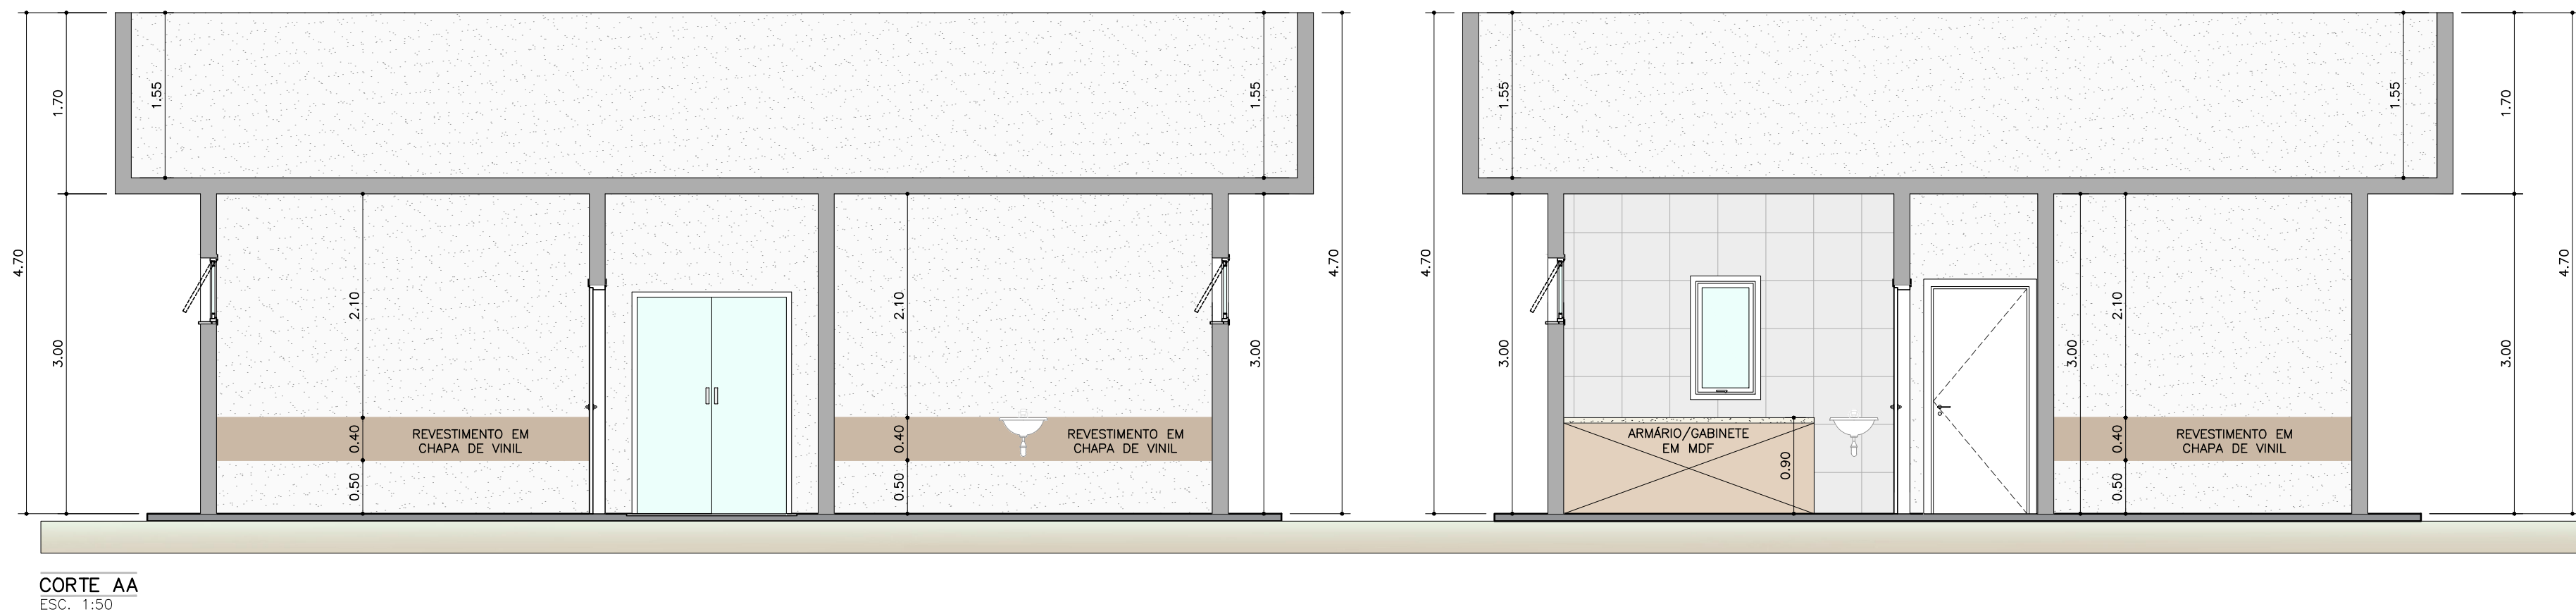 4.70
1.70
3.00
1.55
2.10
0.40
0.50
REVESTIMENTO EM
CHAPA DE VINIL
2.10
0.40
0.50
REVESTIMENTO EM
CHAPA DE VINIL
1.55
3.00
4.70
4.70
1.55
3.00
ARMÁRIO/GABINETE
EM MDF
0.90
3.00
2.10
0.40
0.50
REVESTIMENTO EM
CHAPA DE VINIL
1.55
1.70
3.00
4.70
CORTE AA
ESC. 1:50